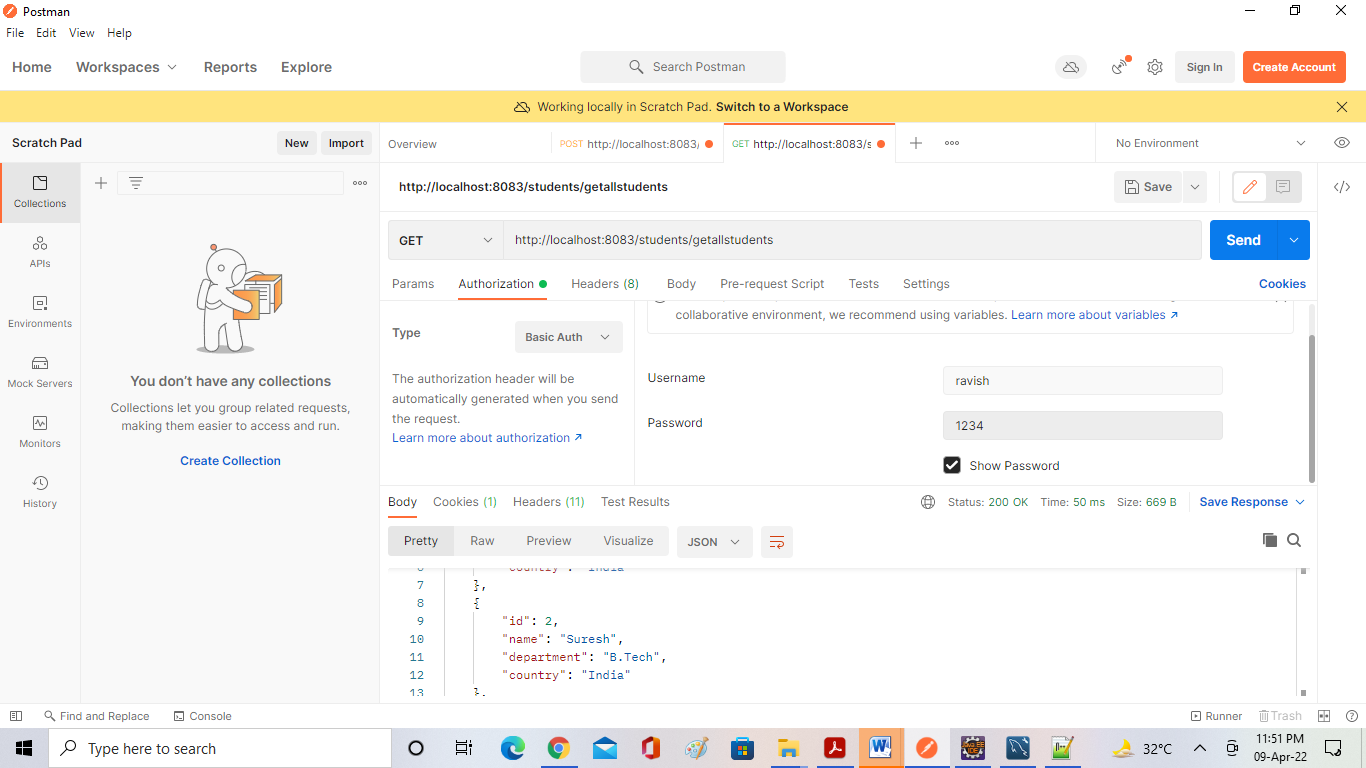 Postman
File Edit View Help
Home Workspaces Reports Explore Search Postman Sign In Create Account
Working locally in Scratch Pad. Switch to a Workspace
Scratch Pad New Import
Overview POST http://localhost:8083/ GET http://localhost:8083/s No Environment
Collections
APIs
Environments
Mock Servers
Monitors
History
You don't have any collections
Collections let you group related requests,
making them easier to access and run.
Create Collection
http://localhost:8083/students/getallstudents Save
GET http://localhost:8083/students/getallstudents Send
Params Authorization Headers (8) Body Pre-request Script Tests Settings Cookies
collaborative environment, we recommend using variables. Learn more about variables ↗
Type Basic Auth
The authorization header will be
automatically generated when you send
the request.
Learn more about authorization ↗
Username ravish
Password 1234
Show Password
Body Cookies (1) Headers (11) Test Results Status: 200 OK Time: 50 ms Size: 669 B Save Response
Pretty Raw Preview Visualize JSON
6 "country": "India"
7 },
8 {
9 "id": 2,
10 "name": "Suresh",
11 "department": "B.Tech",
12 "country": "India"
13 },
Find and Replace Console Runner Trash
Type here to search 32°C 11:51 PM
09-Apr-22